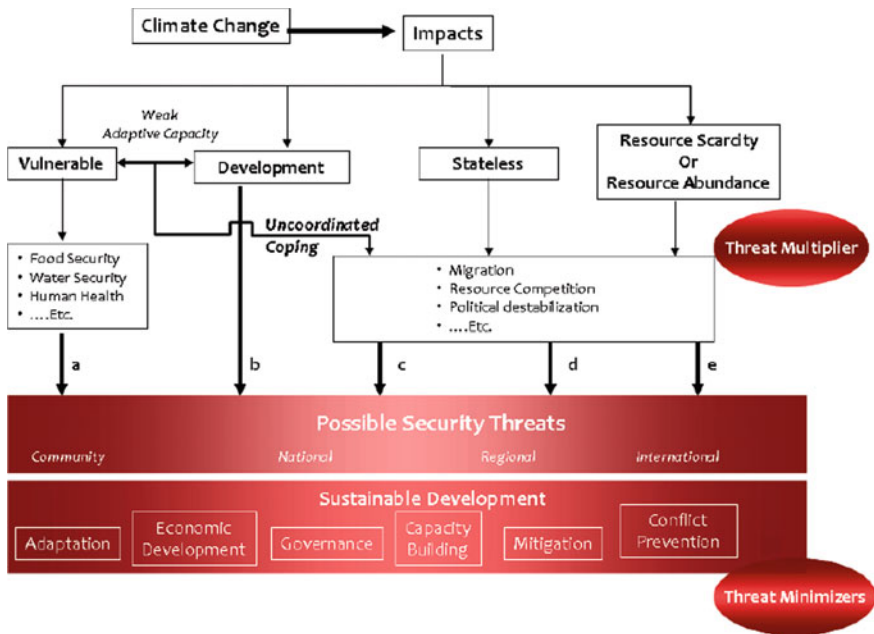 Climate Change
Impacts
Weak
Adaptive Capacity
Vulnerable
Development
Stateless
Resource Scarcity
Or
Resource Abundance
Uncoordinated
Coping
Threat Multiplier
• Food Security
• Water Security
• Human Health
• ....Etc.
• Migration
• Resource Competition
• Political destabilization
• ...Etc.
a
b
c
d
e
Possible Security Threats
Community
National
Regional
International
Sustainable Development
Adaptation
Economic
Development
Governance
Capacity
Building
Mitigation
Conflict
Prevention
Threat Minimizers